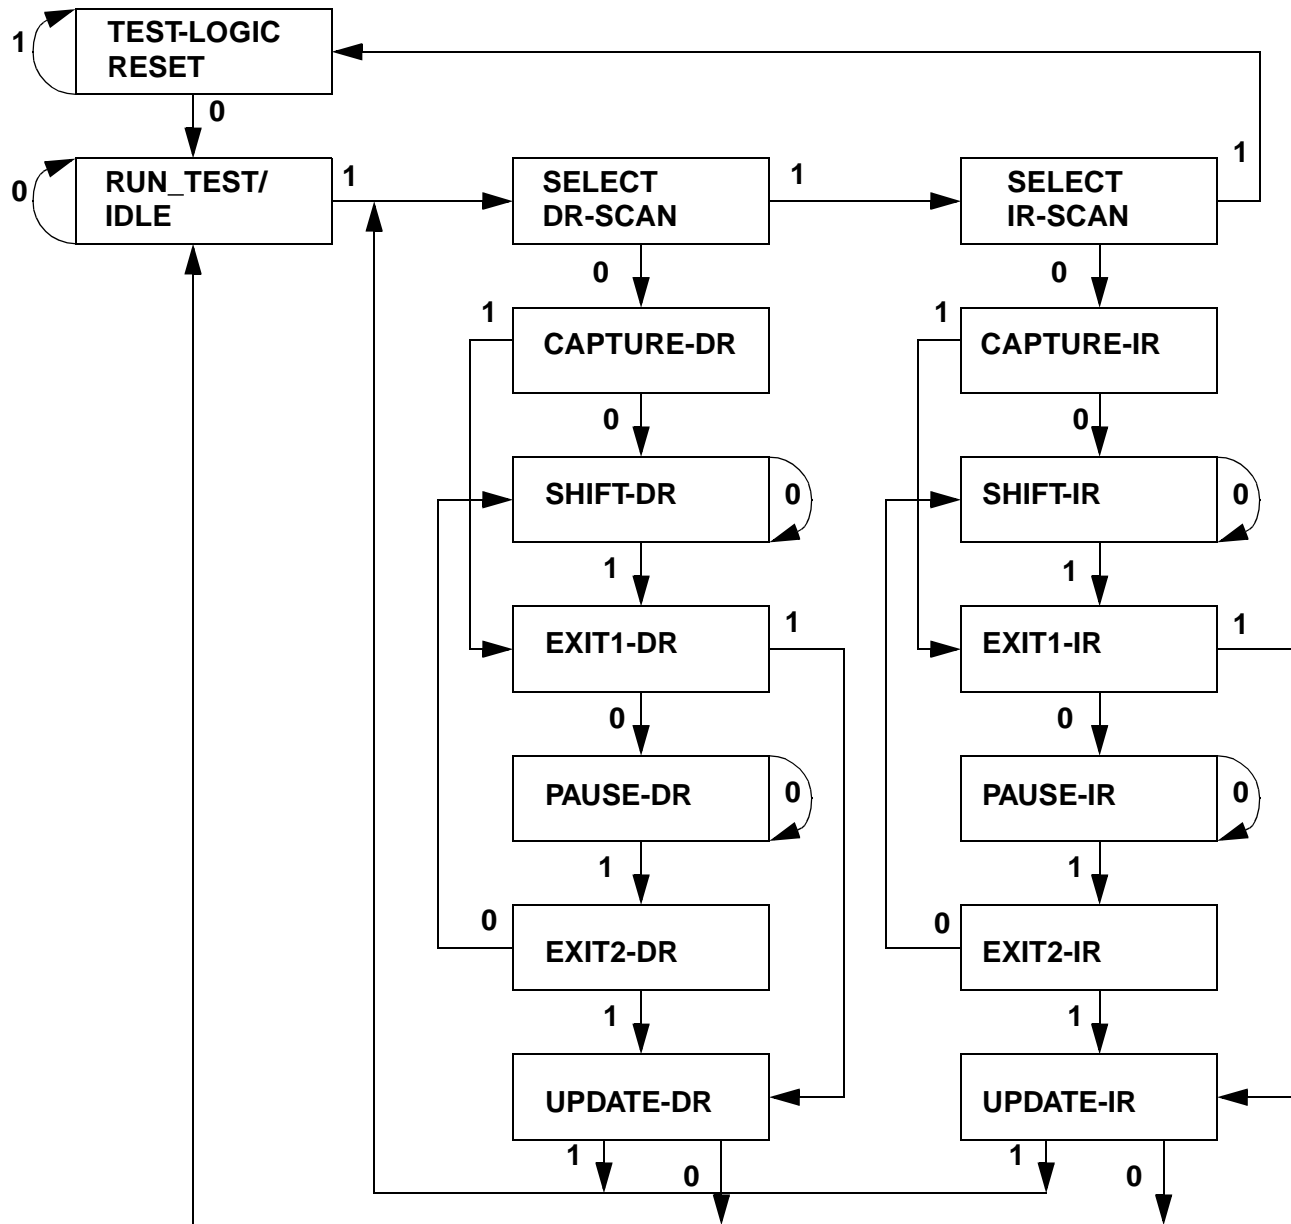 TEST-LOGIC
RESET
1
0
RUN_TEST/
IDLE
0
1
SELECT
DR-SCAN
1
SELECT
IR-SCAN
1
0
0
1
CAPTURE-DR
1
CAPTURE-IR
0
0
SHIFT-DR
0
SHIFT-IR
0
1
1
EXIT1-DR
1
EXIT1-IR
1
0
0
PAUSE-DR
0
PAUSE-IR
0
1
1
0
EXIT2-DR
0
EXIT2-IR
1
1
UPDATE-DR
UPDATE-IR
1
0
1
0